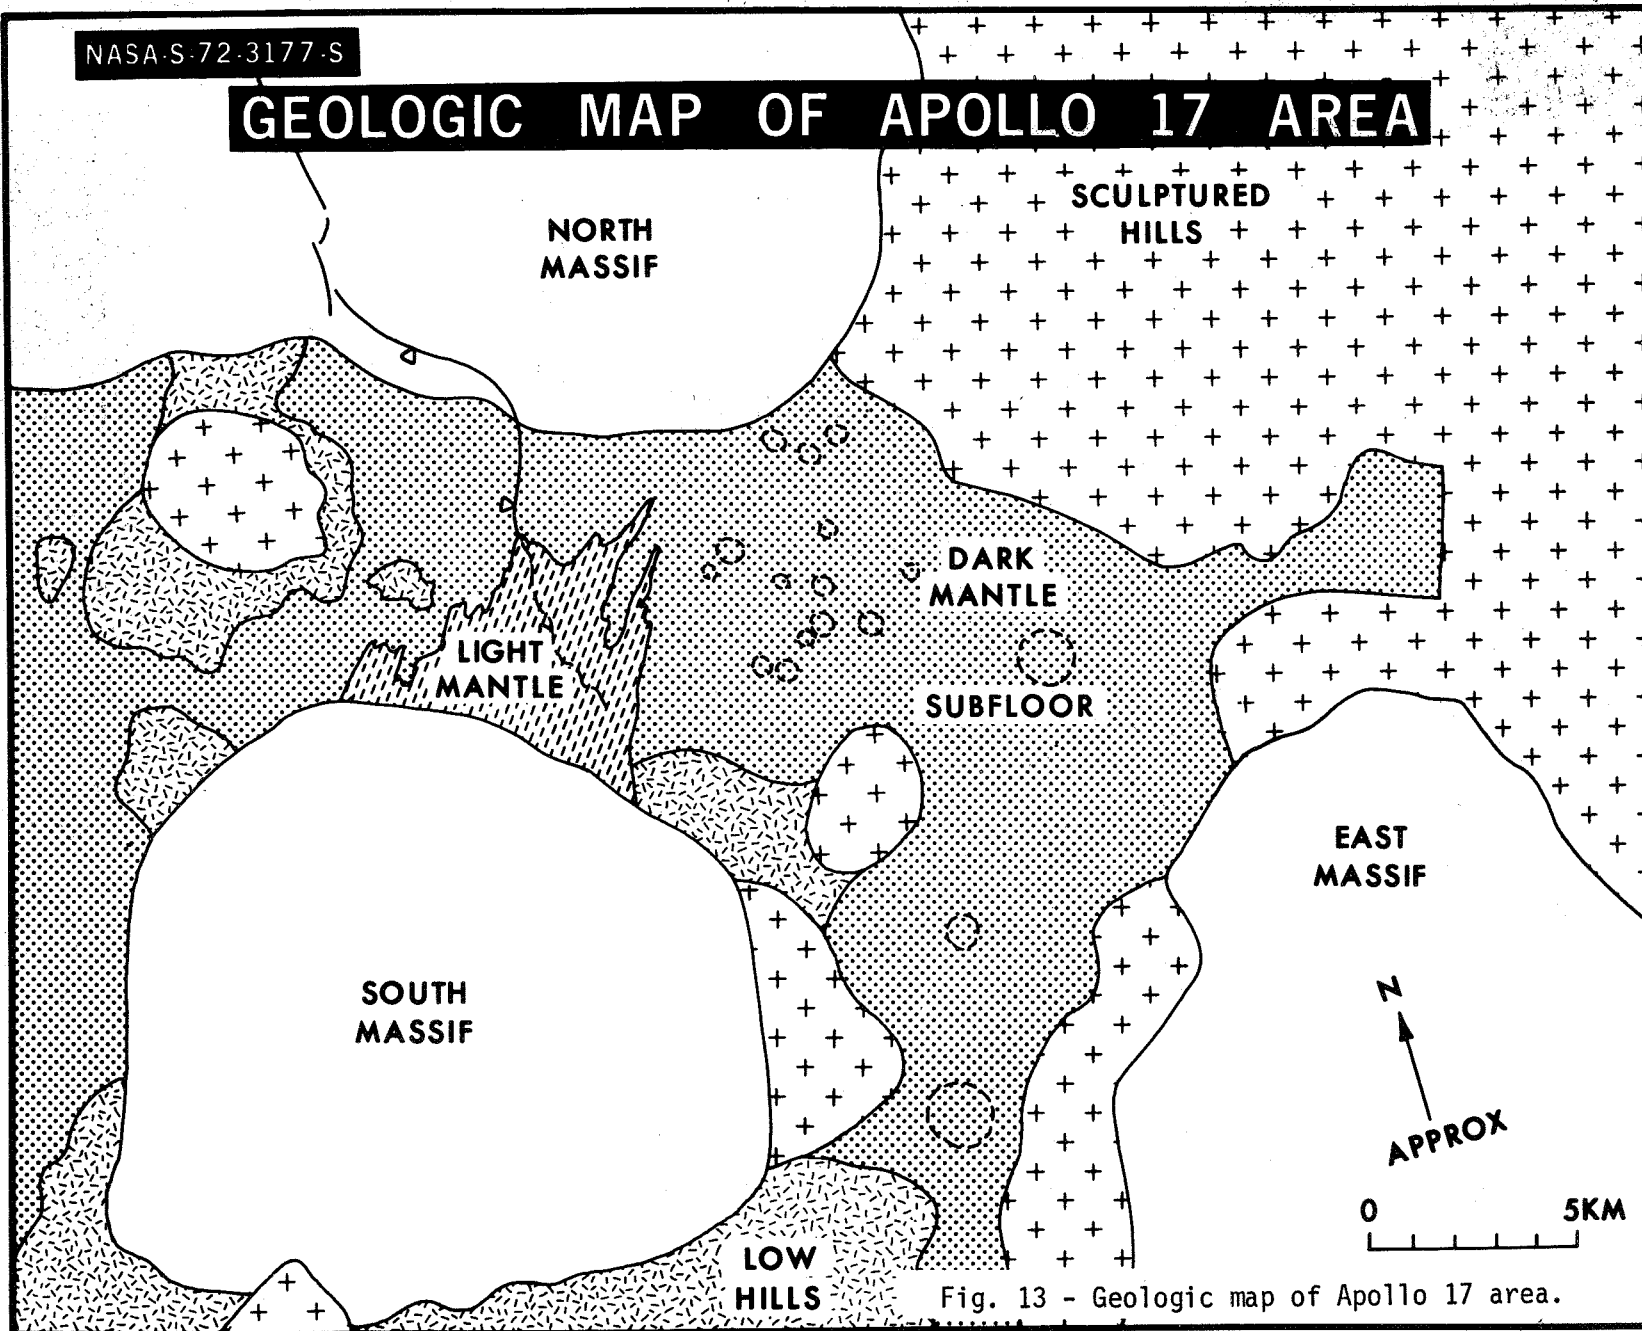 NASA-S-72-3177-S
GEOLOGIC MAP OF APOLLO 17 AREA
NORTH
MASSIF
SCULPTURED
HILLS
DARK
MANTLE
LIGHT
MANTLE
SUBFLOOR
EAST
MASSIF
SOUTH
MASSIF
N
APPROX
0 5KM
LOW
HILLS
Fig. 13 - Geologic map of Apollo 17 area.